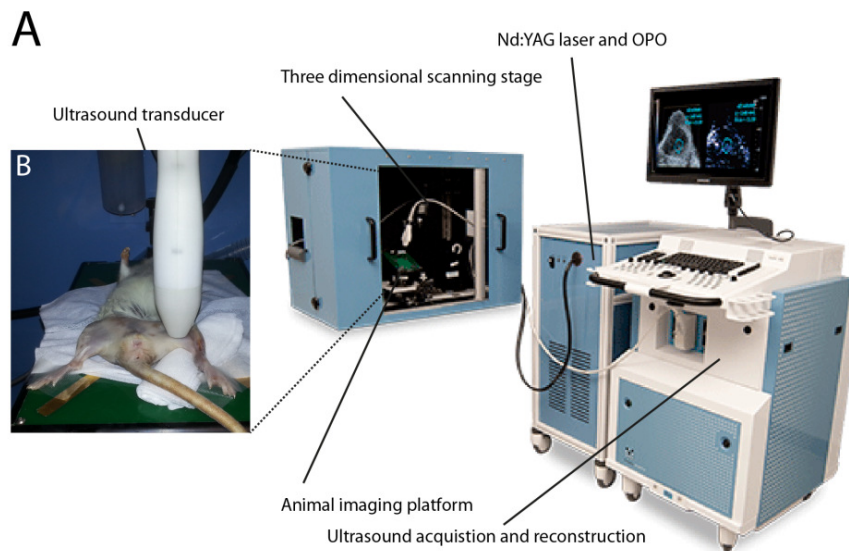 A
Nd:YAG laser and OPO
Three dimensional scanning stage
Ultrasound transducer
B
Animal imaging platform
Ultrasound acquistion and reconstruction